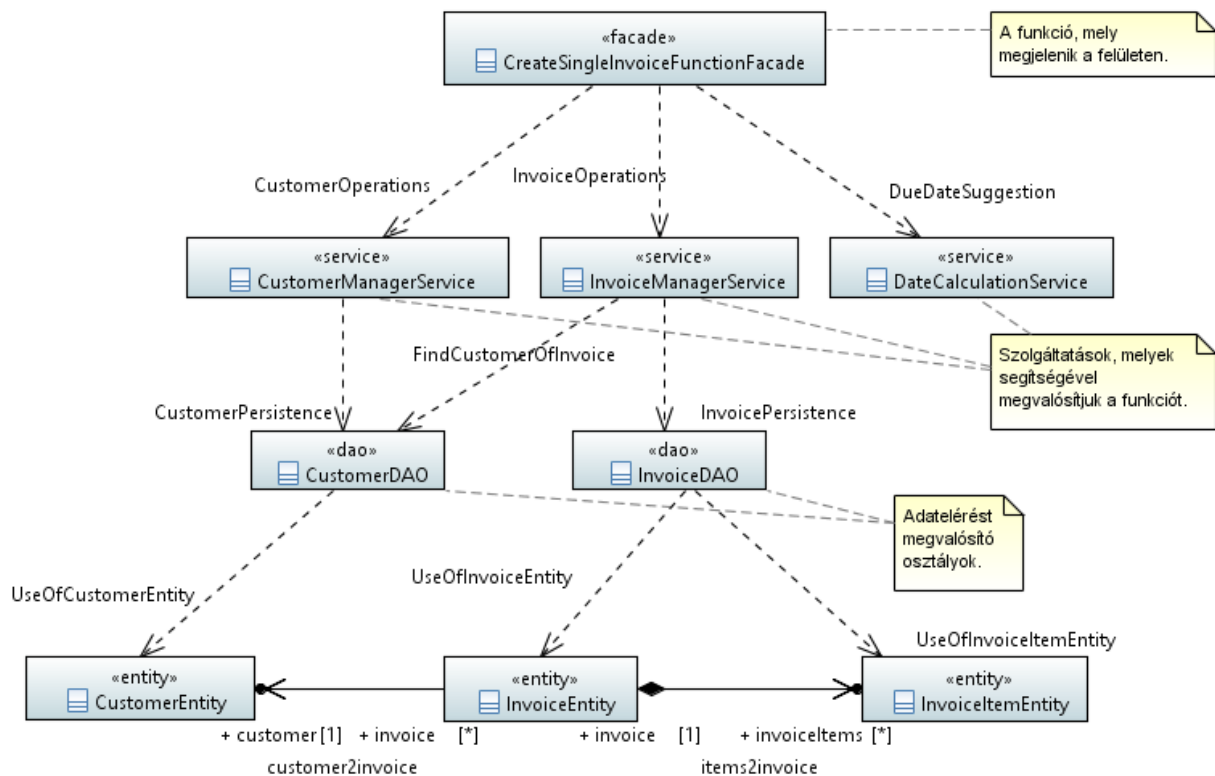 «facade»
CreateSingleInvoiceFunctionFacade
A funkció, mely
megjelenik a felületen.
CustomerOperations
InvoiceOperations
DueDateSuggestion
«service»
CustomerManagerService
«service»
InvoiceManagerService
«service»
DateCalculationService
FindCustomerOfInvoice
Szolgáltatások, melyek
segítségével
megvalósítjuk a funkciót.
CustomerPersistence
InvoicePersistence
«dao»
CustomerDAO
«dao»
InvoiceDAO
Adatelérést
megvalósító
osztályok.
UseOfCustomerEntity
UseOfInvoiceEntity
UseOfInvoiceItemEntity
«entity»
CustomerEntity
«entity»
InvoiceEntity
«entity»
InvoiceItemEntity
+ customer [1] + invoice [*]
customer2invoice
+ invoice [1] + invoiceItems [*]
items2invoice